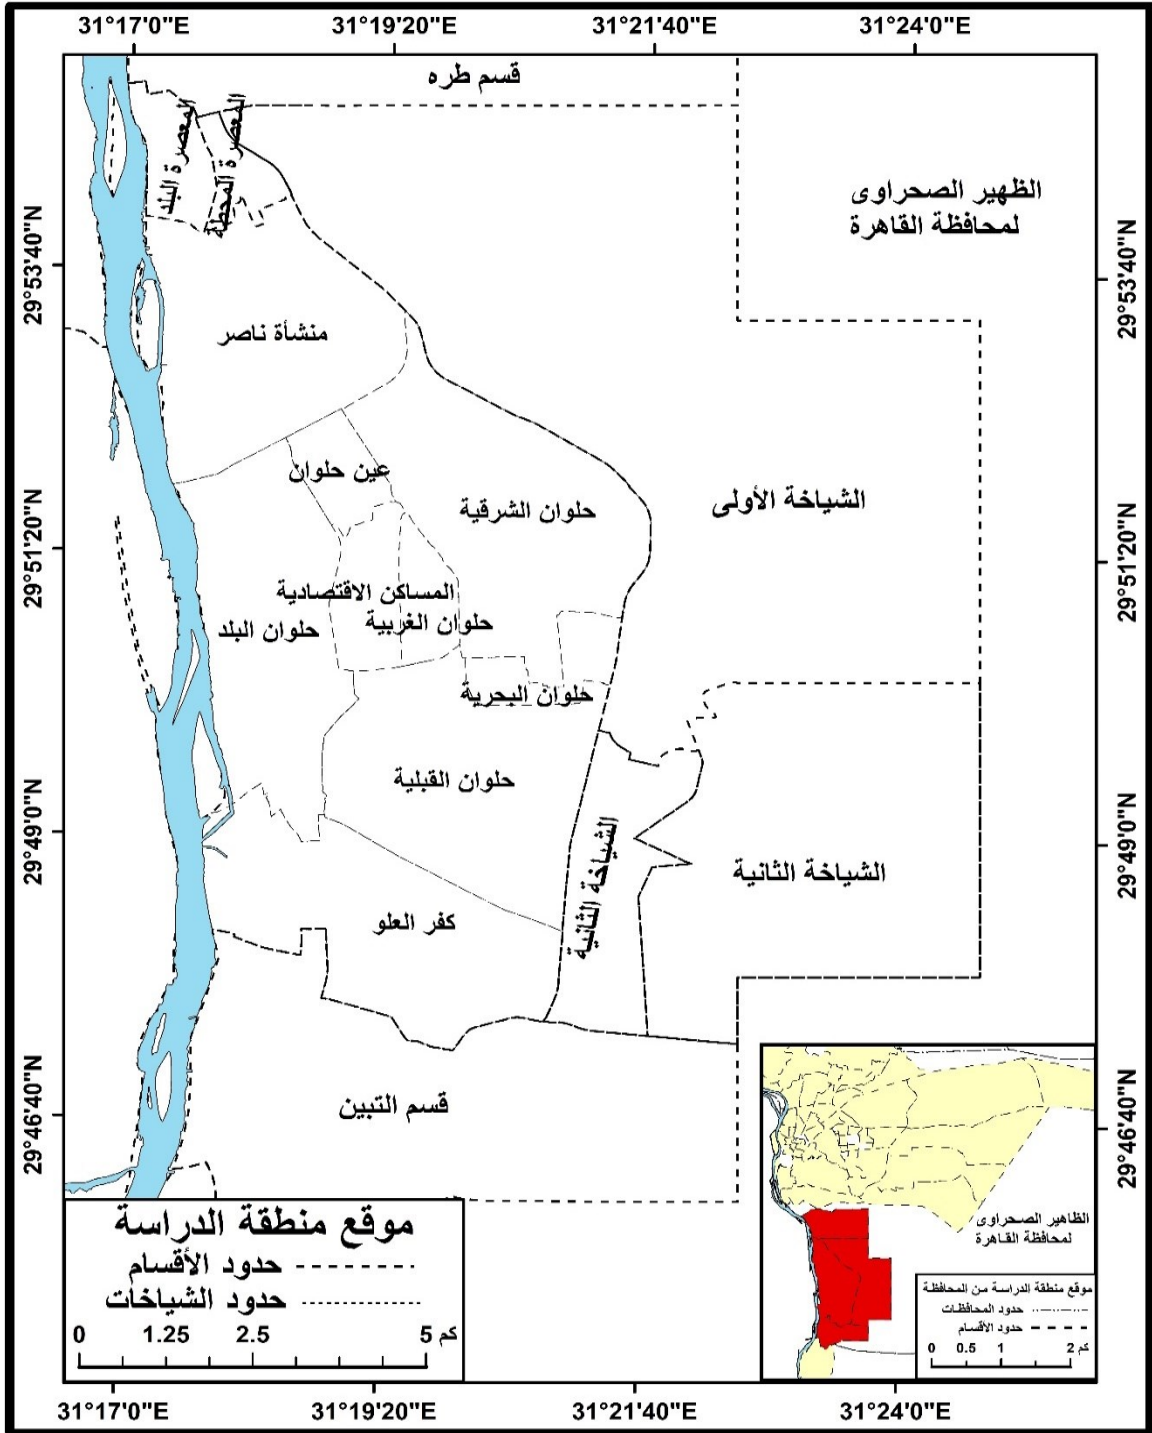 31°17'0"E
31°19'20"E
31°21'40"E
31°24'0"E
قسم طره
المعصرة البلد
المعصرة المحطة
الظهير الصحراوى
لمحافظة القاهرة
29°53'40"N
29°53'40"N
منشأة ناصر
عين حلوان
حلوان الشرقية
الشياخة الأولى
29°51'20"N
29°51'20"N
المساكن الاقتصادية
حلوان الغربية
حلوان البلد
حلوان البحرية
حلوان القبلية
29°49'0"N
29°49'0"N
الشياخة الثانية
الشياخة الثانية
كفر العلو
قسم التبين
29°46'40"N
29°46'40"N
موقع منطقة الدراسة
حدود الأقسام
حدود الشياخات
0 1.25 2.5 5 كم
الظاهير الصحراوى
لمحافظة القاهرة
موقع منطقة الدراسة من المحافظة
حدود المحافظات
حدود الأقسام
0 0.5 1 2 كم
31°17'0"E
31°19'20"E
31°21'40"E
31°24'0"E